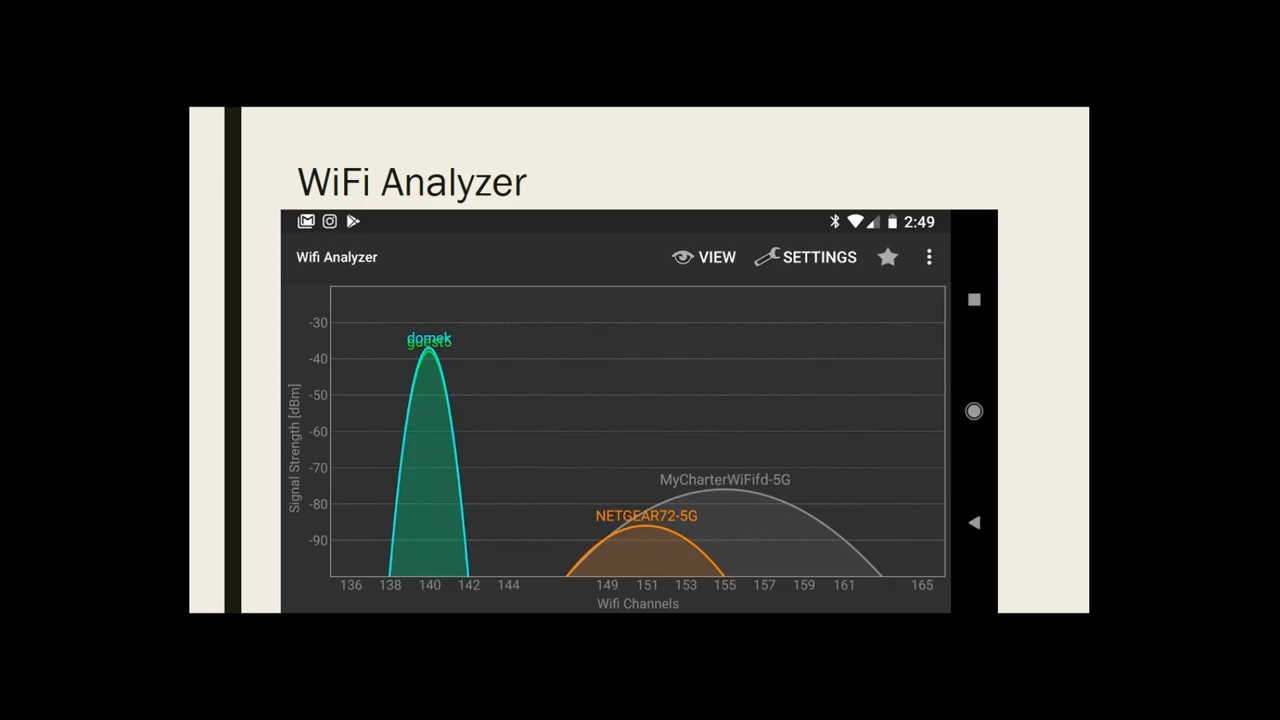 WiFi Analyzer
2:49
Wifi Analyzer VIEW SETTINGS
-30
-40
-50
-60
-70
-80
-90
Signal Strength [dBm]
domek
guest5
MyCharterWiFifd-5G
NETGEAR72-5G
136 138 140 142 144 149 151 153 155 157 159 161 165
Wifi Channels